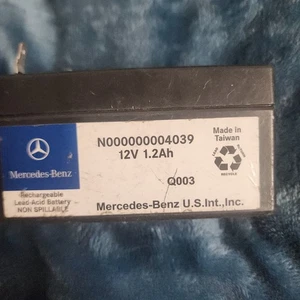 N000000004039
12V 1.2Ah
Made in
Taiwan
Mercedes-Benz
Q003
RECYCLE
Rechargeable
Lead-Acid Battery
NON SPILLABLE
Mercedes-Benz U.S.Int.,Inc.